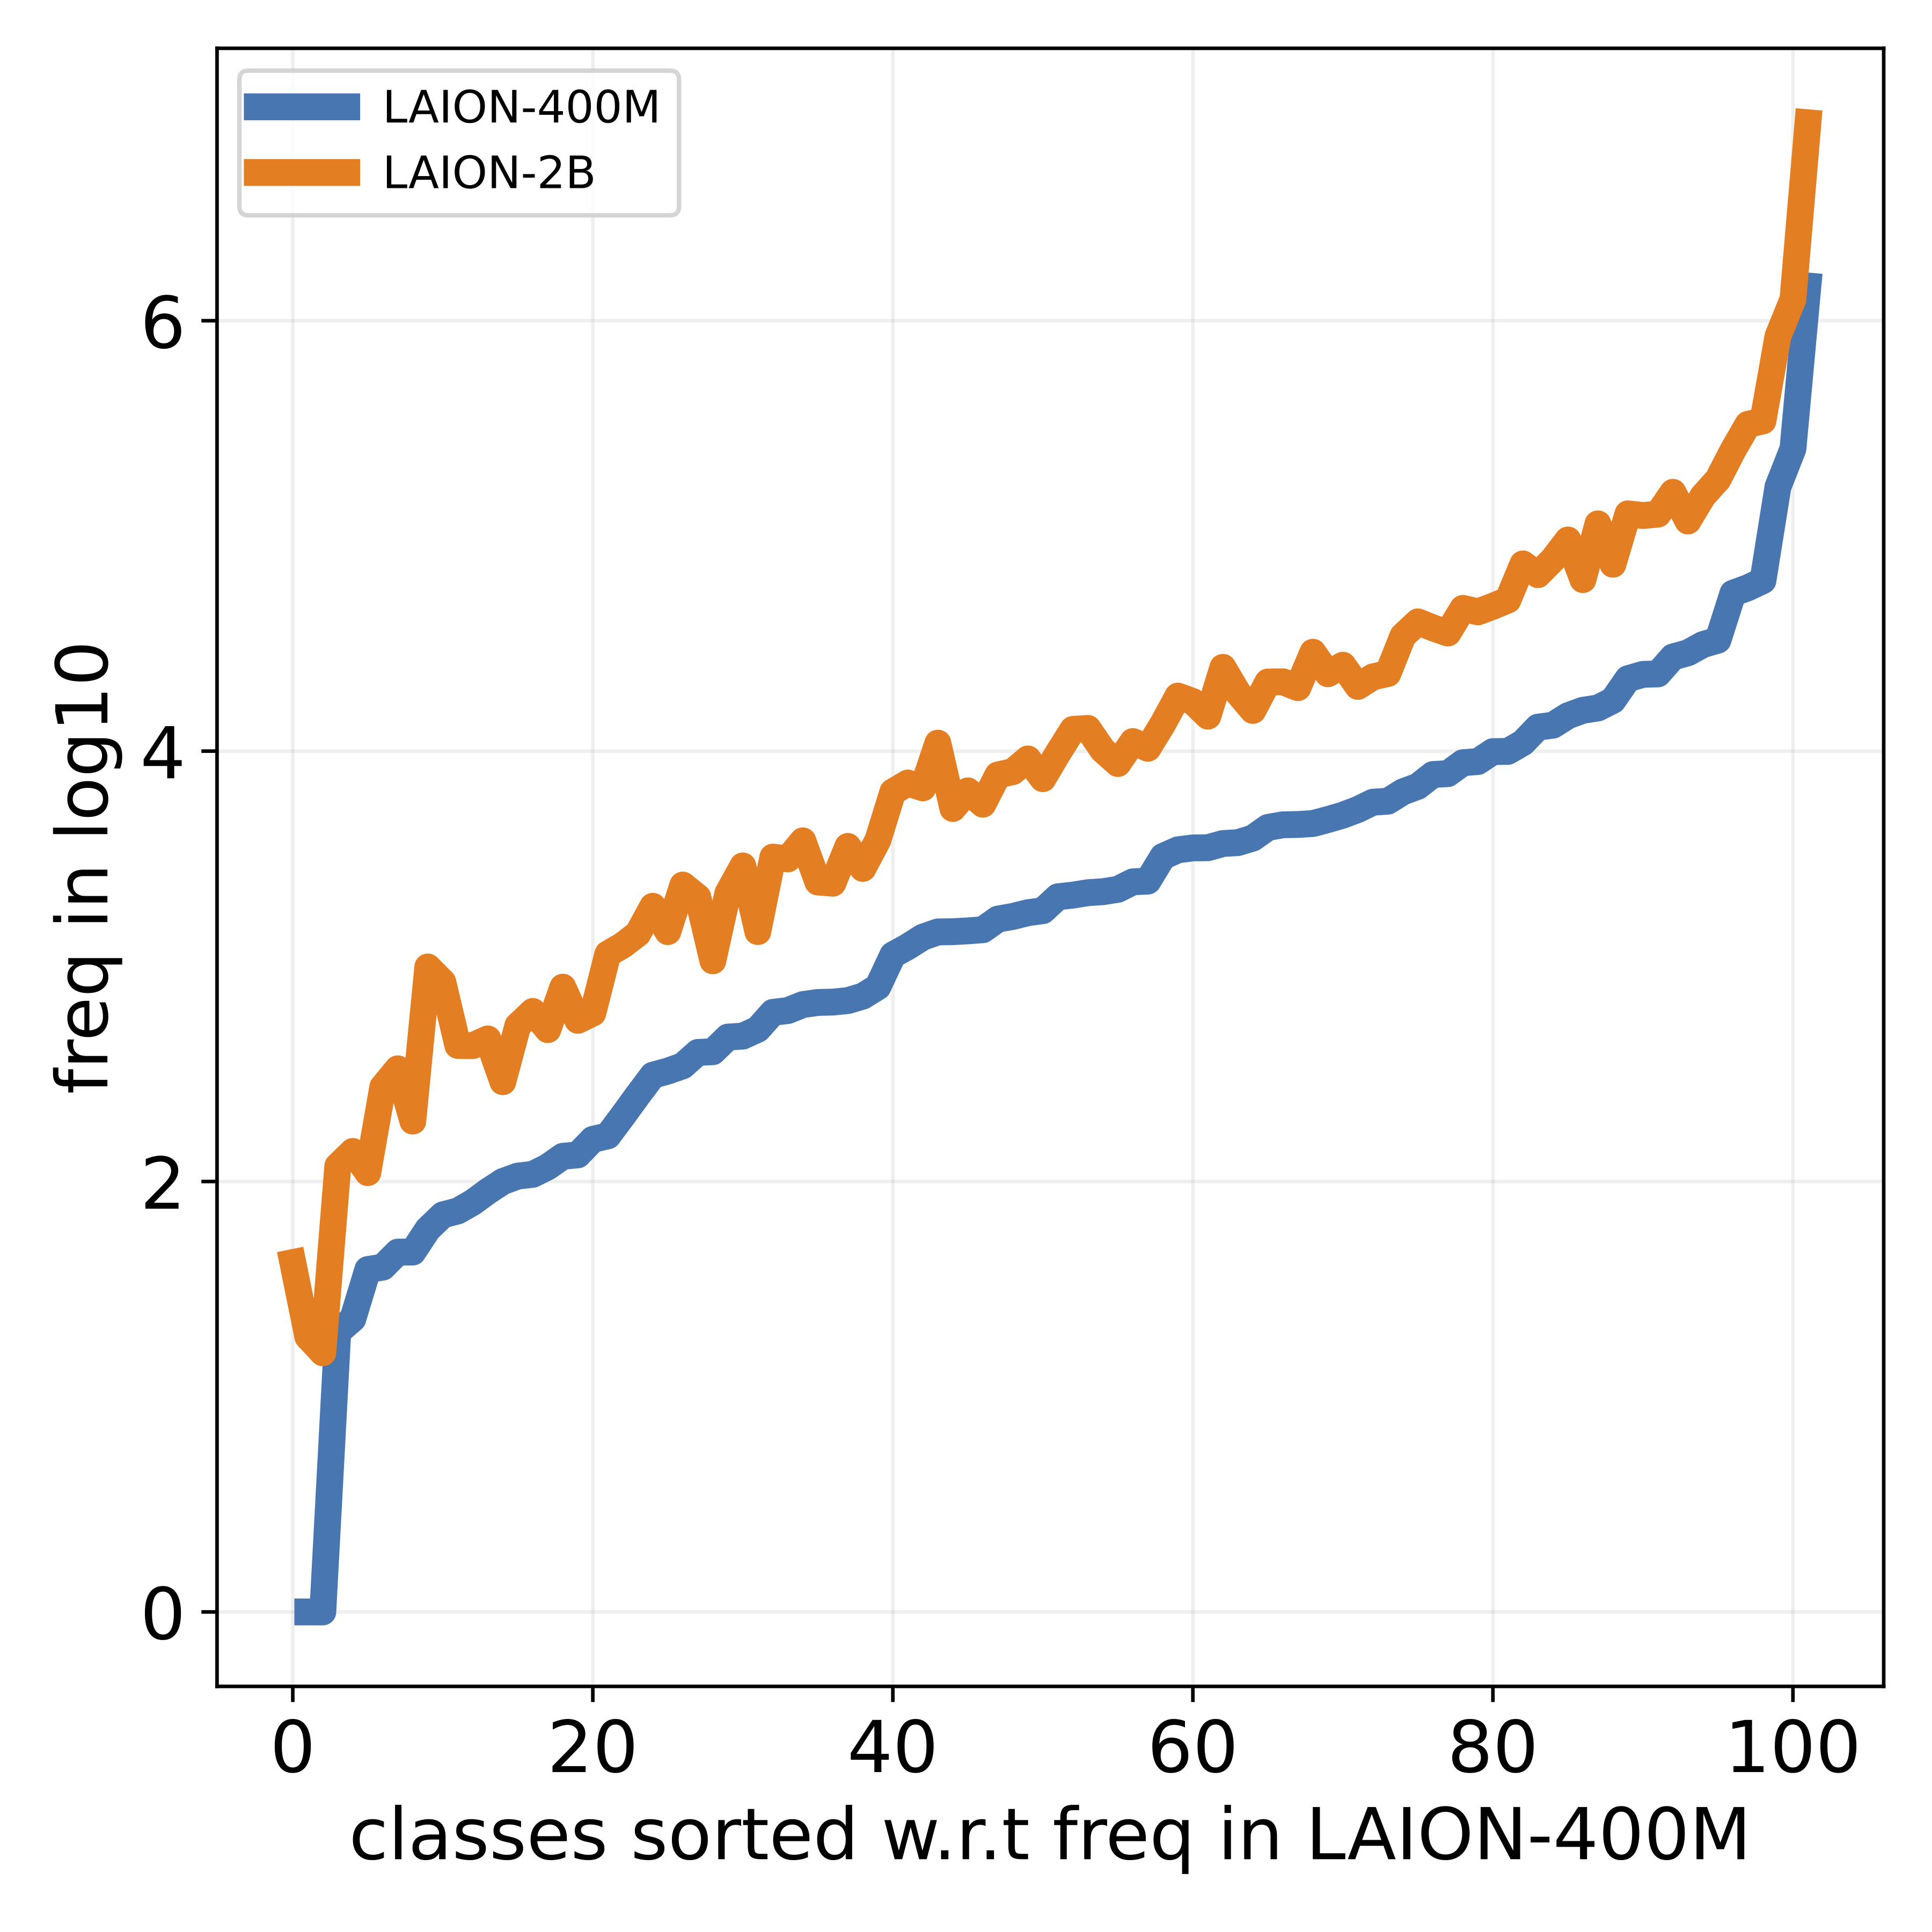 LAION-400M
LAION-2B
freq in log10
6
4
2
0
0 20 40 60 80 100
classes sorted w.r.t freq in LAION-400M